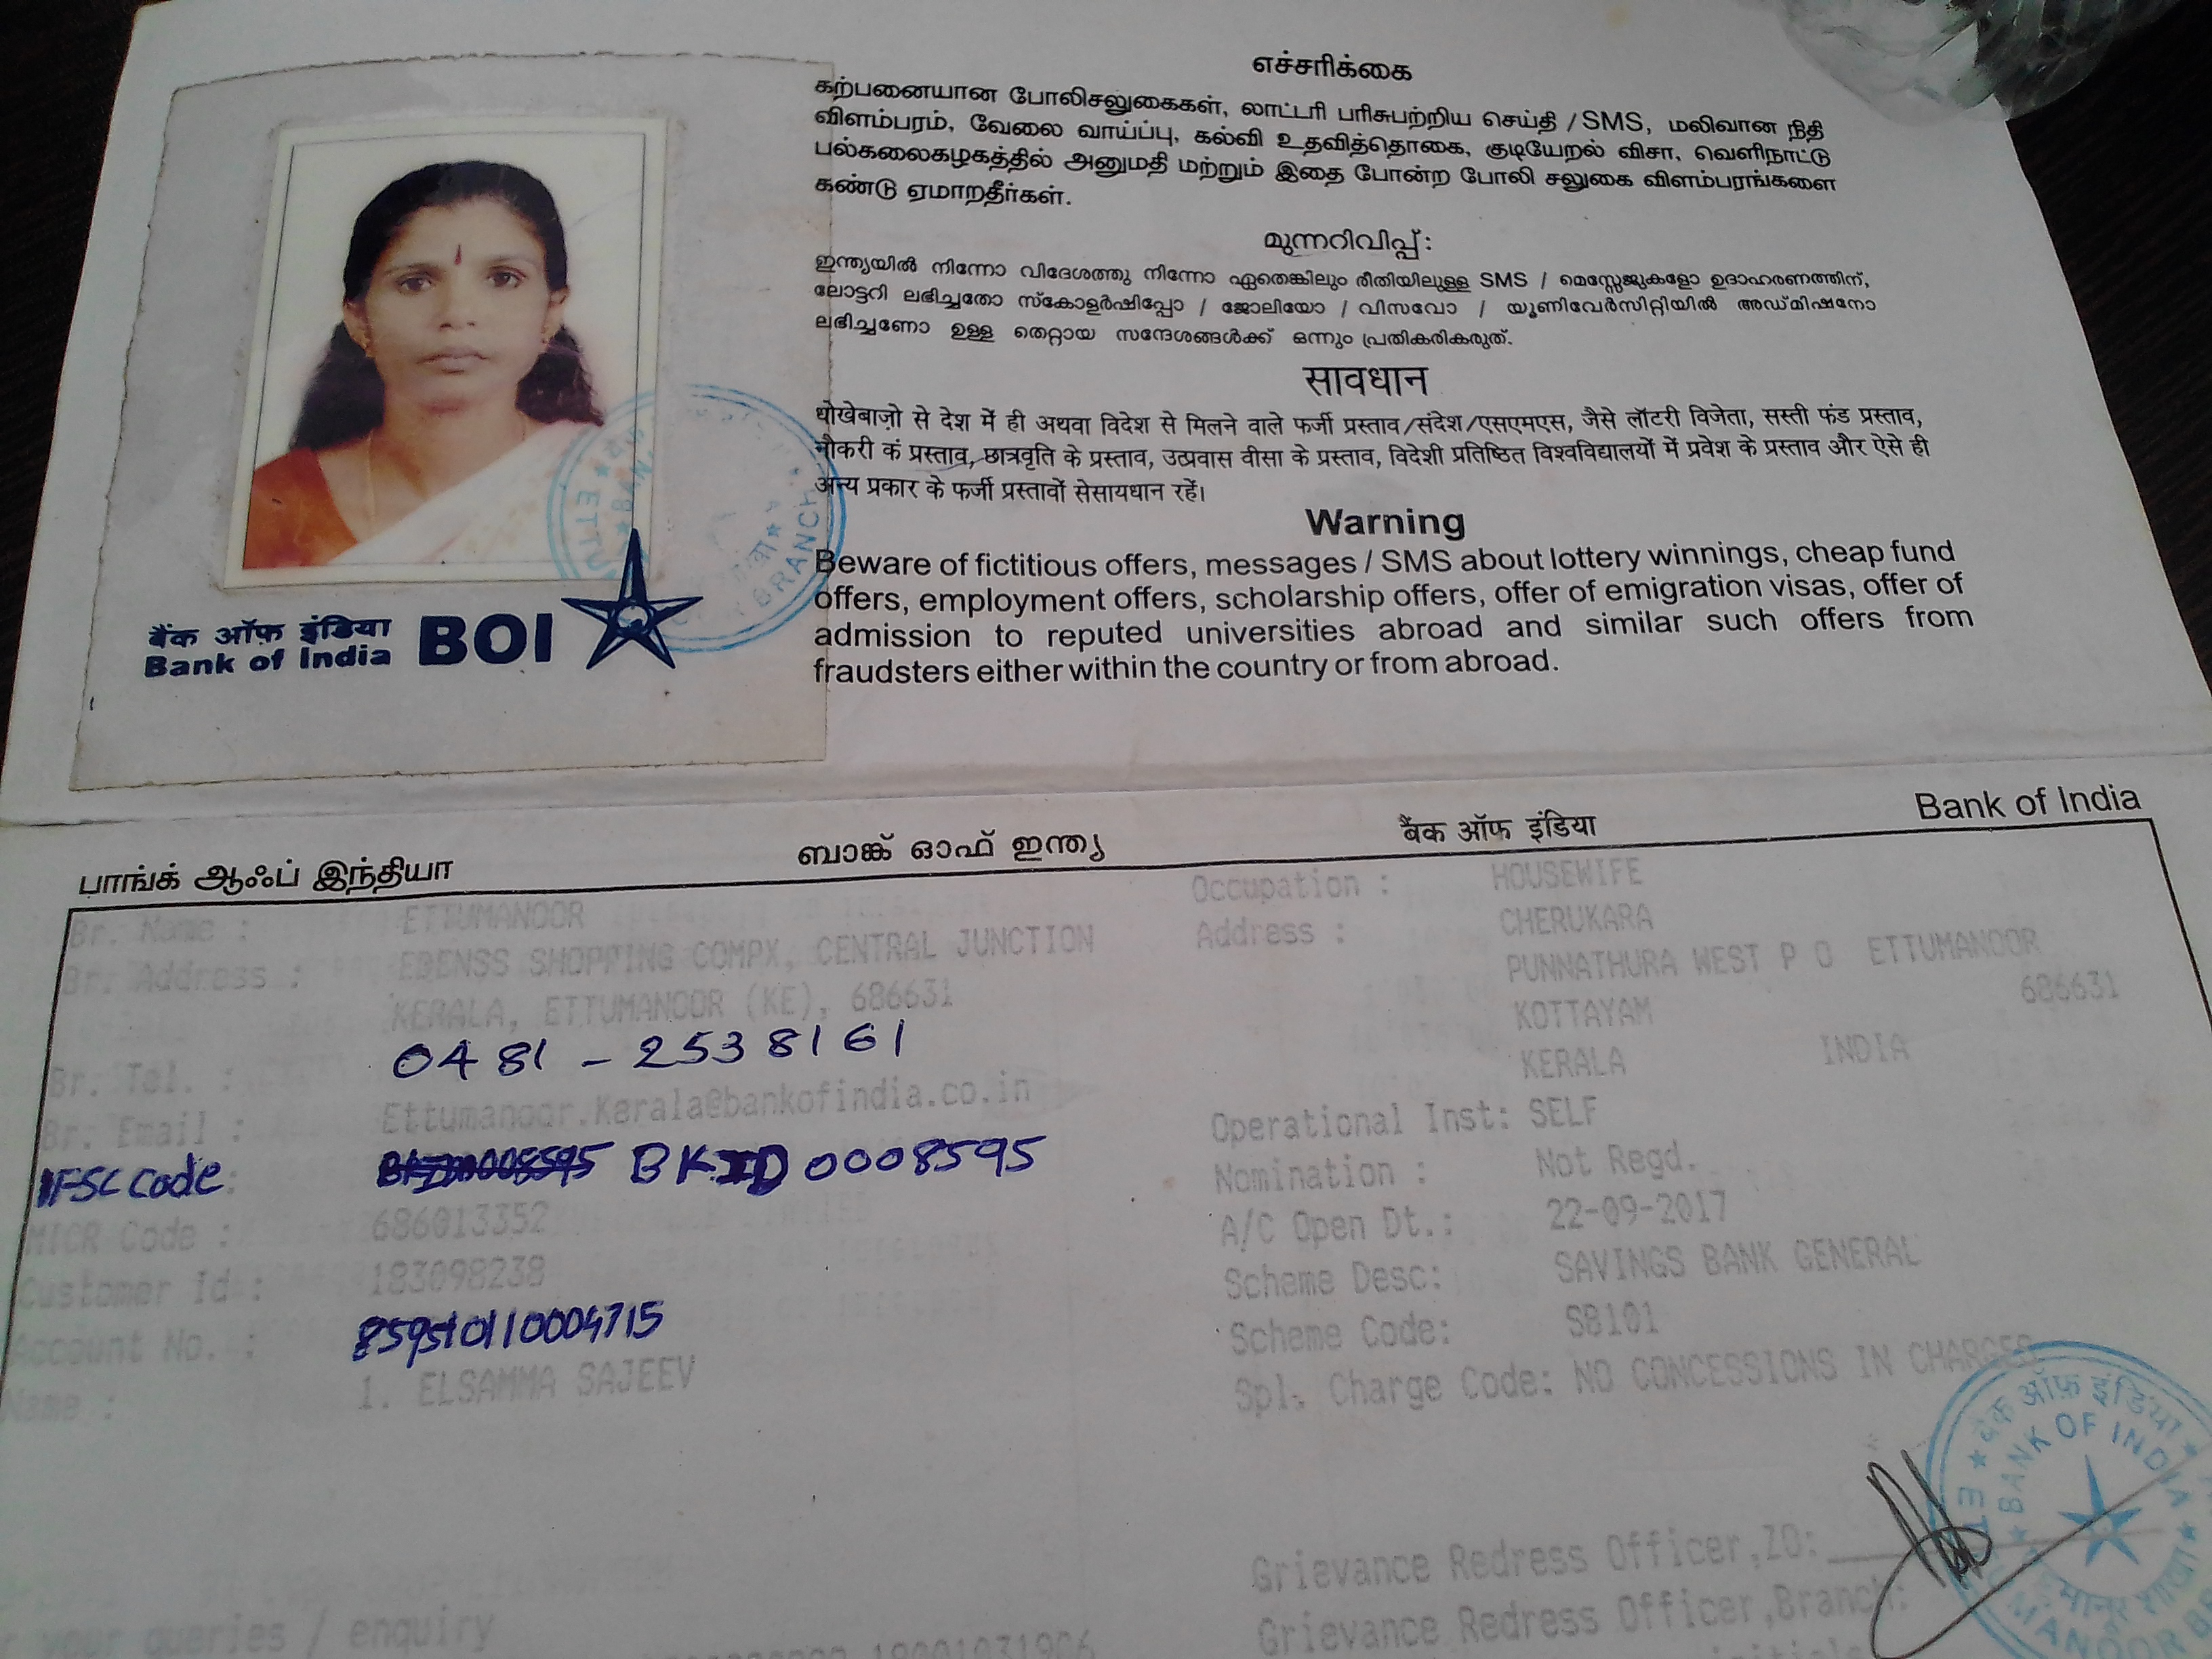 எச்சரிக்கை
கற்பனையான போலிசலுகைகள், லாட்டரி பரிசுபற்றிய செய்தி / SMS, மலிவான நிதி
விளம்பரம், வேலை வாய்ப்பு, கல்வி உதவித்தொகை, குடியேறல் விசா, வெளிநாட்டு
பல்கலைகழகத்தில் அனுமதி மற்றும் இதை போன்ற போலி சலுகை விளம்பரங்களை
கண்டு ஏமாறதீர்கள்.
മുന്നറിവിപ്പ്:
ഇന്ത്യയിൽ നിന്നോ വിദേശത്തു നിന്നോ ഏതെങ്കിലും രീതിയിലുള്ള SMS / മെസ്സേജുകളോ ഉദാഹരണത്തിന്,
ലോട്ടറി ലഭിച്ചതോ സ്കോളർഷിപ്പോ / ജോലിയോ / വിസവോ / യൂണിവേർസിറ്റിയിൽ അഡ്മിഷനോ
ലഭിച്ചണോ ഉള്ള തെറ്റായ സന്ദേശങ്ങൾക്ക് ഒന്നും പ്രതികരികരുത്.
सावधान
धोखेबाज़ो से देश में ही अथवा विदेश से मिलने वाले फर्जी प्रस्ताव/संदेश/एसएमएस, जैसे लॉटरी विजेता, सस्ती फंड प्रस्ताव,
नौकरी कं प्रस्ताव, छात्रवृति के प्रस्ताव, उत्प्रवास वीसा के प्रस्ताव, विदेशी प्रतिष्ठित विश्वविद्यालयों में प्रवेश के प्रस्ताव और ऐसे ही
अन्य प्रकार के फर्जी प्रस्तावों सेसायधान रहें।
Warning
Beware of fictitious offers, messages / SMS about lottery winnings, cheap fund
offers, employment offers, scholarship offers, offer of emigration visas, offer of
admission to reputed universities abroad and similar such offers from
fraudsters either within the country or from abroad.
बैंक ऑफ़ इंडिया
Bank of India BOI
BRANCH
பாங்க் ஆஃப் இந்தியா ബാങ്ക് ഓഫ് ഇന്ത്യ बैंक ऑफ इंडिया Bank of India
Br. Name : ETTUMANOOR
Br. Address : EBENSS SHOPPING COMPX, CENTRAL JUNCTION
KERALA, ETTUMANOOR (KE), 686631
Br. Tel. : 0481 - 2538161
Br. Email : Ettumanoor.Kerala@bankofindia.co.in
IFSC Code : BKID0008595
MICR Code : 686013352
Customer Id : 183098238
Account No. : 859510110004715
Name : 1. ELSAMMA SAJEEV
Occupation : HOUSEWIFE
Address : CHERUKARA
PUNNATHURA WEST P O ETTUMANOOR
KOTTAYAM 686631
KERALA INDIA
Operational Inst: SELF
Nomination : Not Regd.
A/C Open Dt.: 22-09-2017
Scheme Desc: SAVINGS BANK GENERAL
Scheme Code: SB101
Spl. Charge Code: NO CONCESSIONS IN CHARGES
बैंक ऑफ़ इंडिया
BANK OF INDIA
Grievance Redress Officer,ZO:
Grievance Redress Officer,Branch:
your queries / enquiry